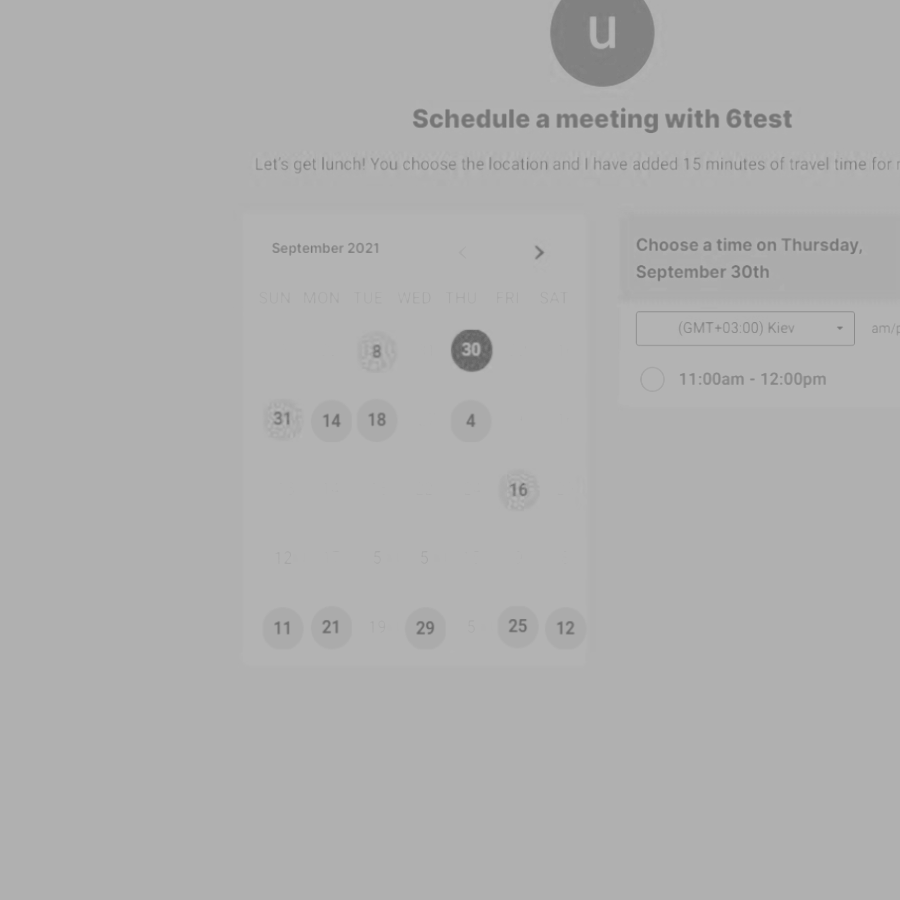 u
Schedule a meeting with 6test
Let's get lunch! You choose the location and I have added 15 minutes of travel time for
September 2021
SUN MON TUE WED THU FRI SAT
8 30
31 14 18 4
16
12 5 5
11 21 19 29 5 25 12
Choose a time on Thursday,
September 30th
(GMT+03:00) Kiev am/
11:00am - 12:00pm